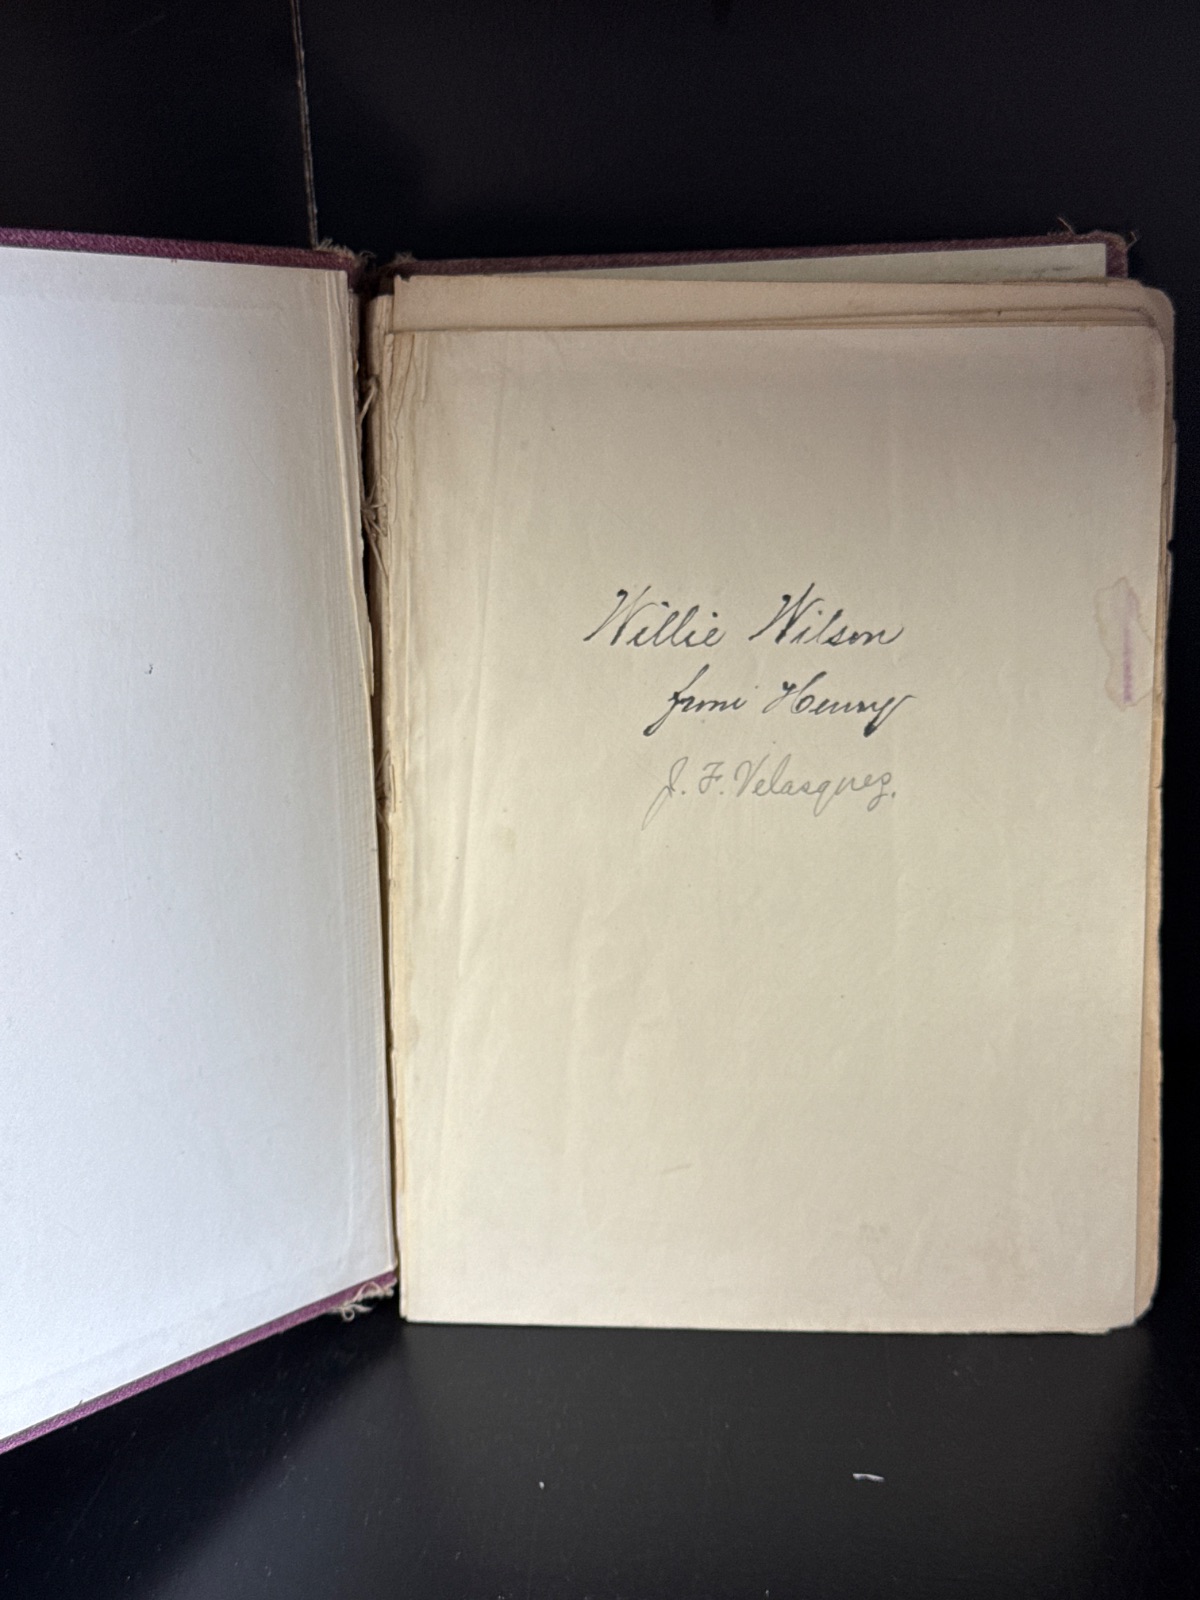 Willie Wilson
from Henry
J. F. Velasquez.